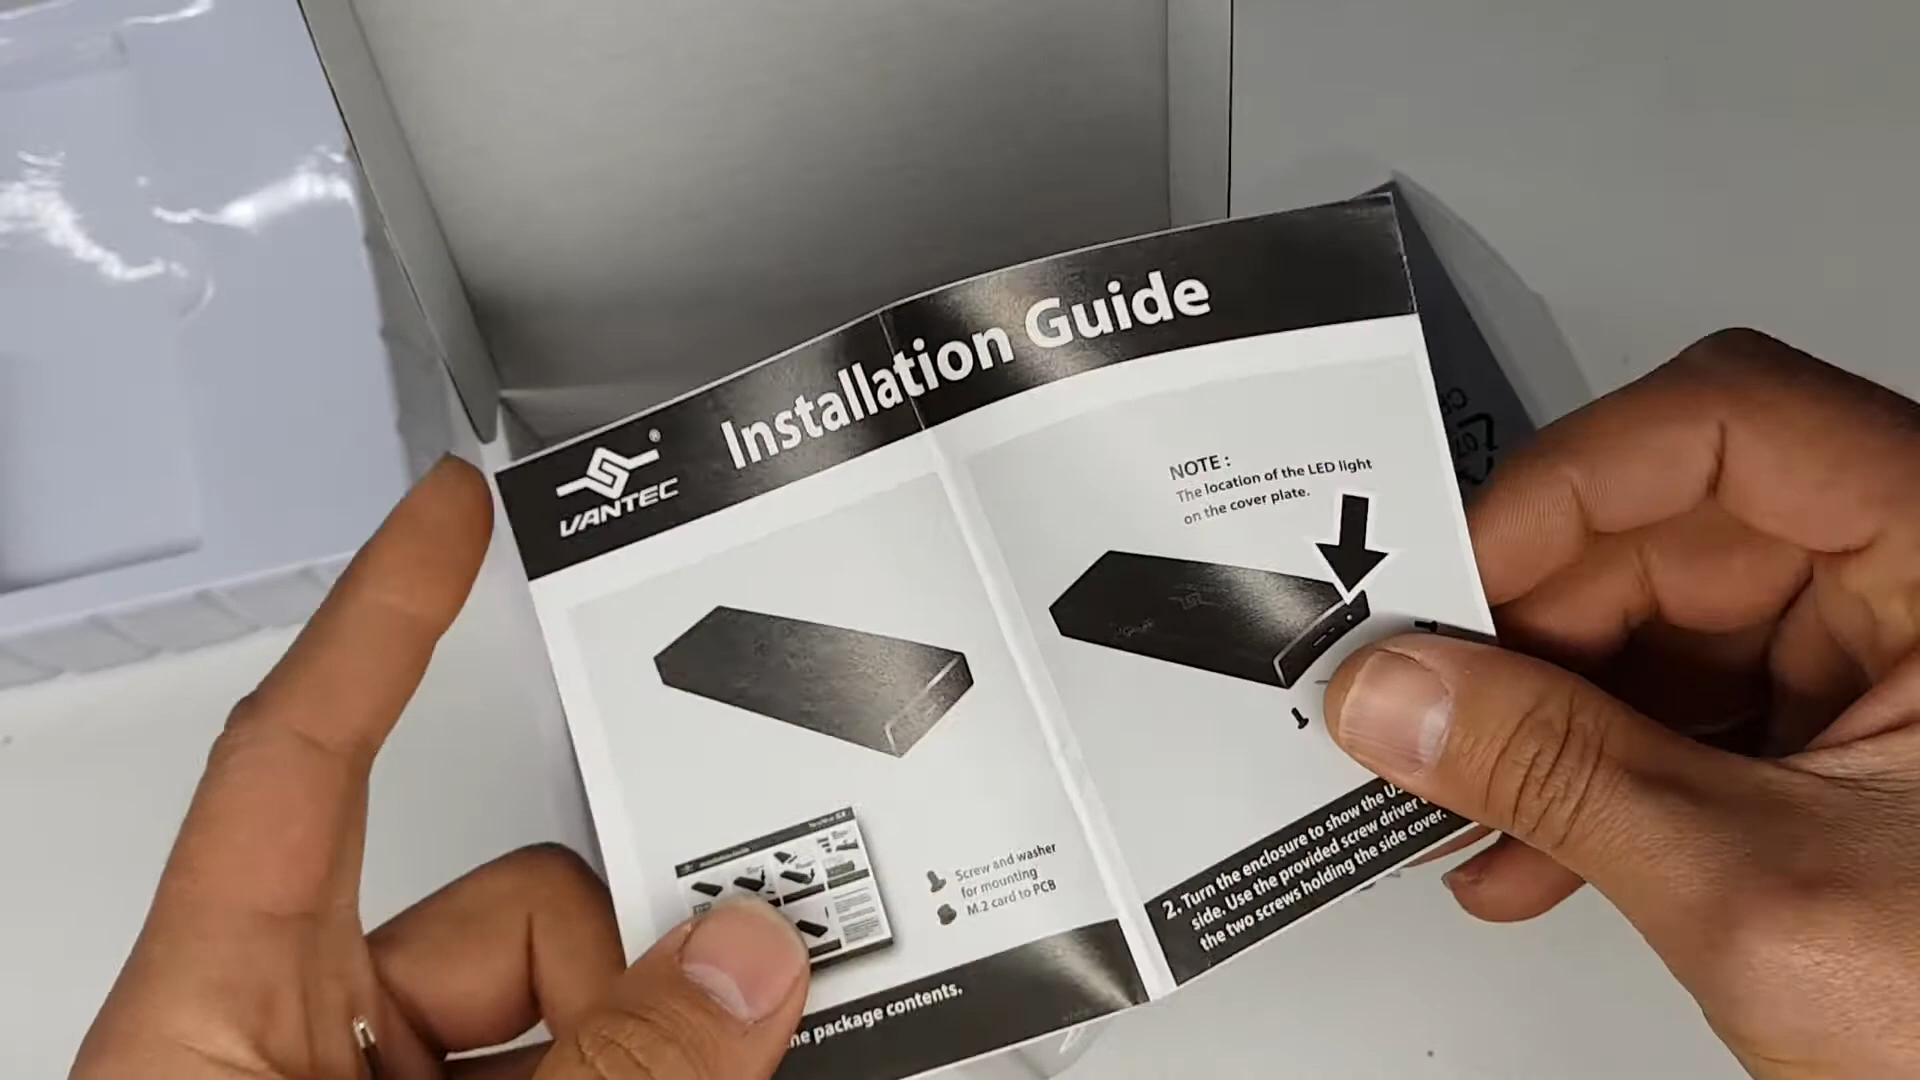 Installation Guide
VANTEC®
NOTE :
The location of the LED light
on the cover plate.
Screw and washer
for mounting
M.2 card to PCB
package contents.
2. Turn the enclosure to show the
side. Use the provided screw driver
the two screws holding the side cover.